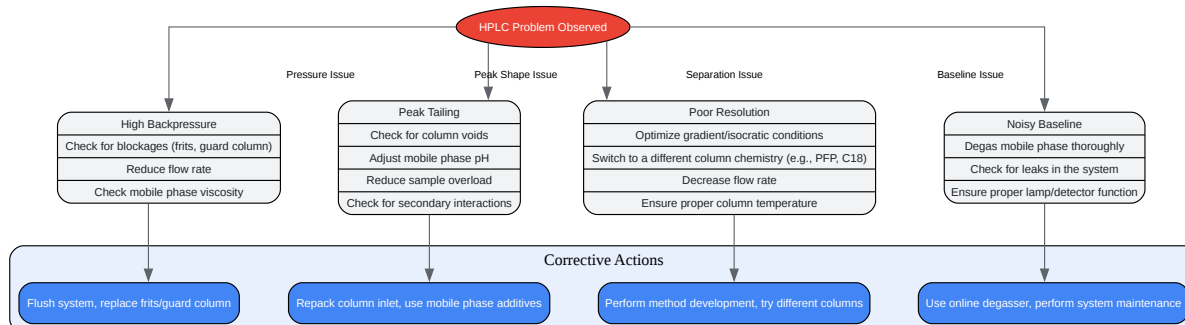 HPLC Problem Observed
Pressure Issue
Peak Shape Issue
Separation Issue
Baseline Issue
High Backpressure
Check for blockages (frits, guard column)
Reduce flow rate
Check mobile phase viscosity
Peak Tailing
Check for column voids
Adjust mobile phase pH
Reduce sample overload
Check for secondary interactions
Poor Resolution
Optimize gradient/isocratic conditions
Switch to a different column chemistry (e.g., PFP, C18)
Decrease flow rate
Ensure proper column temperature
Noisy Baseline
Degas mobile phase thoroughly
Check for leaks in the system
Ensure proper lamp/detector function
Corrective Actions
Flush system, replace frits/guard column
Repack column inlet, use mobile phase additives
Perform method development, try different columns
Use online degasser, perform system maintenance